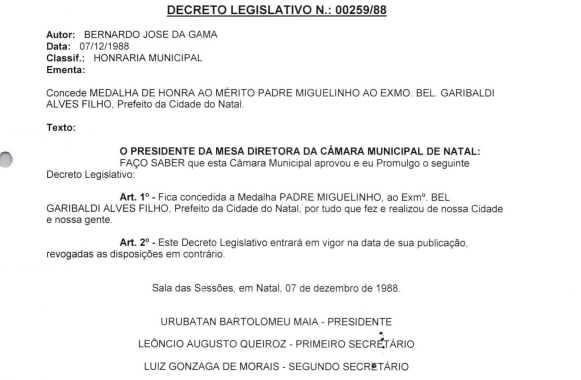 DECRETO LEGISLATIVO N.: 00259/88
Autor: BERNARDO JOSE DA GAMA
Data: 07/12/1988
Classif.: HONRARIA MUNICIPAL
Ementa:
Concede MEDALHA DE HONRA AO MÉRITO PADRE MIGUELINHO AO EXMO. BEL. GARIBALDI
ALVES FILHO, Prefeito da Cidade do Natal.
Texto:
O PRESIDENTE DA MESA DIRETORA DA CÂMARA MUNICIPAL DE NATAL:
FAÇO SABER que esta Câmara Municipal aprovou e eu Promulgo o seguinte
Decreto Legislativo:
Art. 1º - Fica concedida a Medalha PADRE MIGUELINHO, ao Exmº. BEL
GARIBALDI ALVES FILHO, Prefeito da Cidade do Natal, por tudo que fez e realizou de nossa Cidade
e nossa gente.
Art. 2º - Este Decreto Legislativo entrará em vigor na data de sua publicação,
revogadas as disposições em contrário.
Sala das Sessões, em Natal, 07 de dezembro de 1988.
URUBATAN BARTOLOMEU MAIA - PRESIDENTE
LEÔNCIO AUGUSTO QUEIROZ - PRIMEIRO SECRETÁRIO
LUIZ GONZAGA DE MORAIS - SEGUNDO SECRETÁRIO